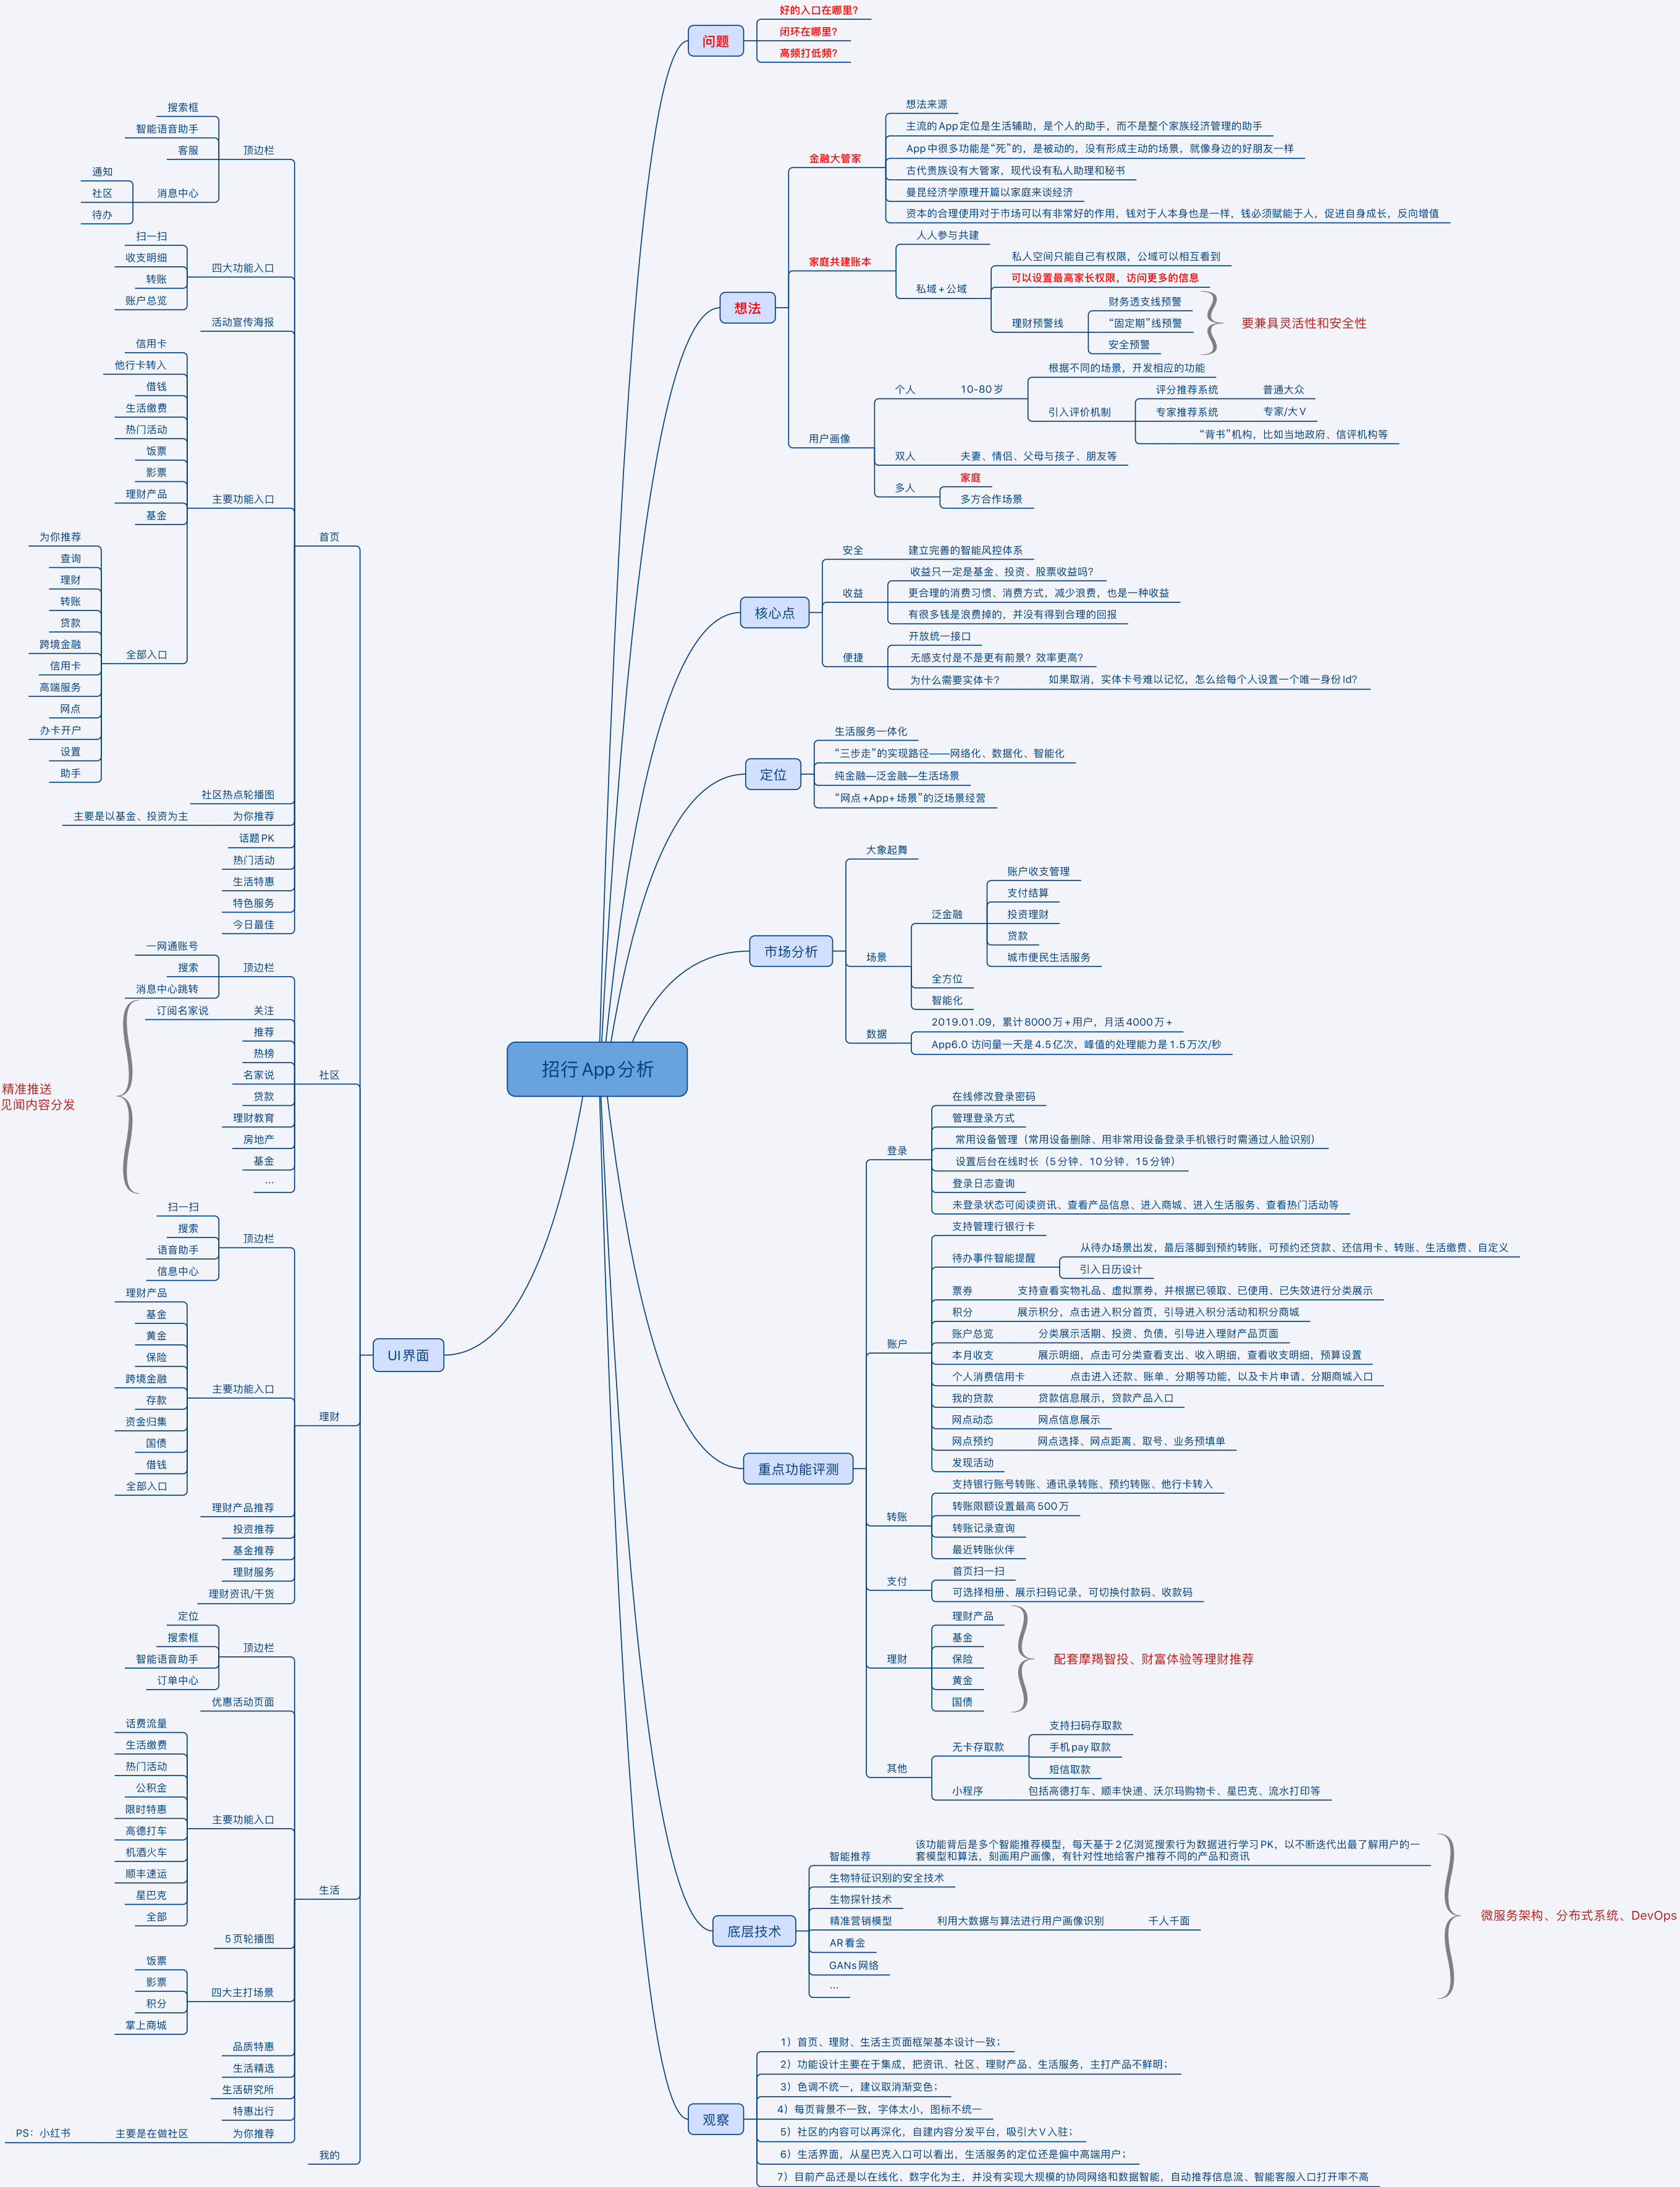 招行App分析
问题
好的入口在哪里？
闭环在哪里？
高频打低频？
想法
金融大管家
想法来源
主流的App定位是生活辅助，是个人的助手，而不是整个家族经济管理的助手
App中很多功能是“死”的，是被动的，没有形成主动的场景，就像身边的好朋友一样
古代贵族设有大管家，现代设有私人助理和秘书
曼昆经济学原理开篇以家庭来谈经济
资本的合理使用对于市场可以有非常好的作用，钱对于人本身也是一样，钱必须赋能于人，促进自身成长，反向增值
家庭共建账本
人人参与共建
私域+公域
私人空间只能自己有权限，公域可以相互看到
可以设置最高家长权限，访问更多的信息
理财预警线
财务透支线预警
“固定期”线预警
安全预警
要兼具灵活性和安全性
用户画像
个人
10-80岁
根据不同的场景，开发相应的功能
引入评价机制
评分推荐系统
普通大众
专家推荐系统
专家/大V
“背书”机构，比如当地政府、信评机构等
双人
夫妻、情侣、父母与孩子、朋友等
多人
家庭
多方合作场景
核心点
安全
建立完善的智能风控体系
收益
收益只一定是基金、投资、股票收益吗？
更合理的消费习惯、消费方式，减少浪费，也是一种收益
有很多钱是浪费掉的，并没有得到合理的回报
便捷
开放统一接口
无感支付是不是更有前景？效率更高？
为什么需要实体卡？
如果取消，实体卡号难以记忆，怎么给每个人设置一个唯一身份Id？
定位
生活服务一体化
“三步走”的实现路径——网络化、数据化、智能化
纯金融—泛金融—生活场景
“网点+App+场景”的泛场景经营
市场分析
大象起舞
场景
泛金融
账户收支管理
支付结算
投资理财
贷款
城市便民生活服务
全方位
智能化
数据
2019.01.09，累计8000万+用户，月活4000万+
App6.0 访问量一天是4.5亿次，峰值的处理能力是1.5万次/秒
重点功能评测
登录
在线修改登录密码
管理登录方式
常用设备管理（常用设备删除、用非常用设备登录手机银行时需通过人脸识别）
设置后台在线时长（5分钟、10分钟、15分钟）
登录日志查询
未登录状态可阅读资讯、查看产品信息、进入商城、进入生活服务、查看热门活动等
账户
支持管理行银行卡
待办事件智能提醒
从待办场景出发，最后落脚到预约转账，可预约还贷款、还信用卡、转账、生活缴费、自定义
引入日历设计
票券
支持查看实物礼品、虚拟票券，并根据已领取、已使用、已失效进行分类展示
积分
展示积分，点击进入积分首页，引导进入积分活动和积分商城
账户总览
分类展示活期、投资、负债，引导进入理财产品页面
本月收支
展示明细，点击可分类查看支出、收入明细，查看收支明细，预算设置
个人消费信用卡
点击进入还款、账单、分期等功能，以及卡片申请、分期商城入口
我的贷款
贷款信息展示，贷款产品入口
网点动态
网点信息展示
网点预约
网点选择、网点距离、取号、业务预填单
发现活动
转账
支持银行账号转账、通讯录转账、预约转账、他行卡转入
转账限额设置最高500万
转账记录查询
最近转账伙伴
支付
首页扫一扫
可选择相册、展示扫码记录，可切换付款码、收款码
理财
理财产品
基金
保险
黄金
国债
配套摩羯智投、财富体验等理财推荐
其他
无卡存取款
支持扫码存取款
手机pay取款
短信取款
小程序
包括高德打车、顺丰快递、沃尔玛购物卡、星巴克、流水打印等
底层技术
智能推荐
该功能背后是多个智能推荐模型，每天基于2亿浏览搜索行为数据进行学习PK，以不断迭代出最了解用户的一
套模型和算法，刻画用户画像，有针对性地给客户推荐不同的产品和资讯
生物特征识别的安全技术
生物探针技术
精准营销模型
利用大数据与算法进行用户画像识别
千人千面
AR看金
GANs网络
...
微服务架构、分布式系统、DevOps
观察
1）首页、理财、生活主页面框架基本设计一致；
2）功能设计主要在于集成，把资讯、社区、理财产品、生活服务，主打产品不鲜明；
3）色调不统一，建议取消渐变色；
4）每页背景不一致，字体太小，图标不统一
5）社区的内容可以再深化，自建内容分发平台，吸引大V入驻；
6）生活界面，从星巴克入口可以看出，生活服务的定位还是偏中高端用户；
7）目前产品还是以在线化、数字化为主，并没有实现大规模的协同网络和数据智能，自动推荐信息流、智能客服入口打开率不高
UI界面
首页
顶边栏
搜索框
智能语音助手
客服
消息中心
通知
社区
待办
四大功能入口
扫一扫
收支明细
转账
账户总览
活动宣传海报
主要功能入口
信用卡
他行卡转入
借钱
生活缴费
热门活动
饭票
影票
理财产品
基金
全部入口
为你推荐
查询
理财
转账
贷款
跨境金融
信用卡
高端服务
网点
办卡开户
设置
助手
社区热点轮播图
为你推荐
主要是以基金、投资为主
话题PK
热门活动
生活特惠
特色服务
今日最佳
社区
顶边栏
一网通账号
搜索
消息中心跳转
关注
订阅名家说
推荐
热榜
名家说
贷款
理财教育
房地产
基金
...
精准推送
见闻内容分发
理财
顶边栏
扫一扫
搜索
语音助手
信息中心
主要功能入口
理财产品
基金
黄金
保险
跨境金融
存款
资金归集
国债
借钱
全部入口
理财产品推荐
投资推荐
基金推荐
理财服务
理财资讯/干货
生活
顶边栏
定位
搜索框
智能语音助手
订单中心
优惠活动页面
主要功能入口
话费流量
生活缴费
热门活动
公积金
限时特惠
高德打车
机酒火车
顺丰速运
星巴克
全部
5页轮播图
四大主打场景
饭票
影票
积分
掌上商城
品质特惠
生活精选
生活研究所
特惠出行
为你推荐
主要是在做社区
PS：小红书
我的